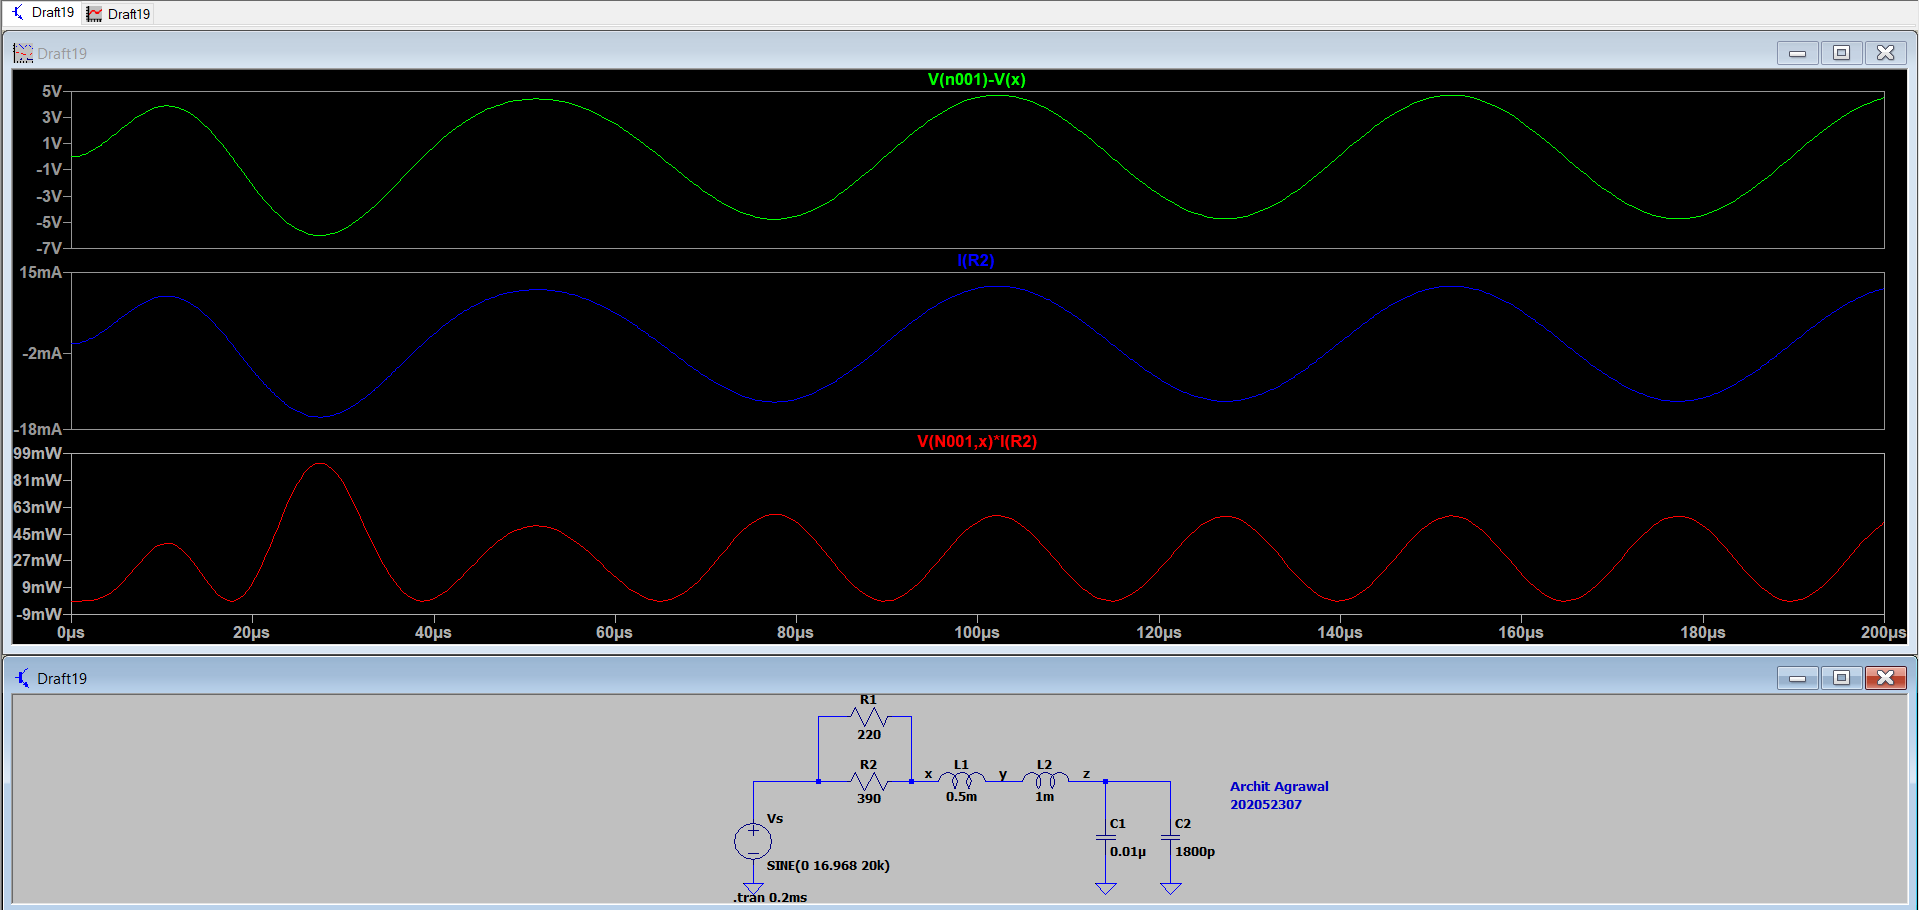 Draft19 Draft19
Draft19
V(n001)-V(x)
5V
3V
1V
-1V
-3V
-5V
-7V
I(R2)
15mA
-2mA
-18mA
V(N001,x)*I(R2)
99mW
81mW
63mW
45mW
27mW
9mW
-9mW
0µs 20µs 40µs 60µs 80µs 100µs 120µs 140µs 160µs 180µs 200µs
Draft19
R1
220
R2
390
x
L1
0.5m
y
L2
1m
z
Archit Agrawal
202052307
Vs
SINE(0 16.968 20k)
C1
0.01µ
C2
1800p
.tran 0.2ms